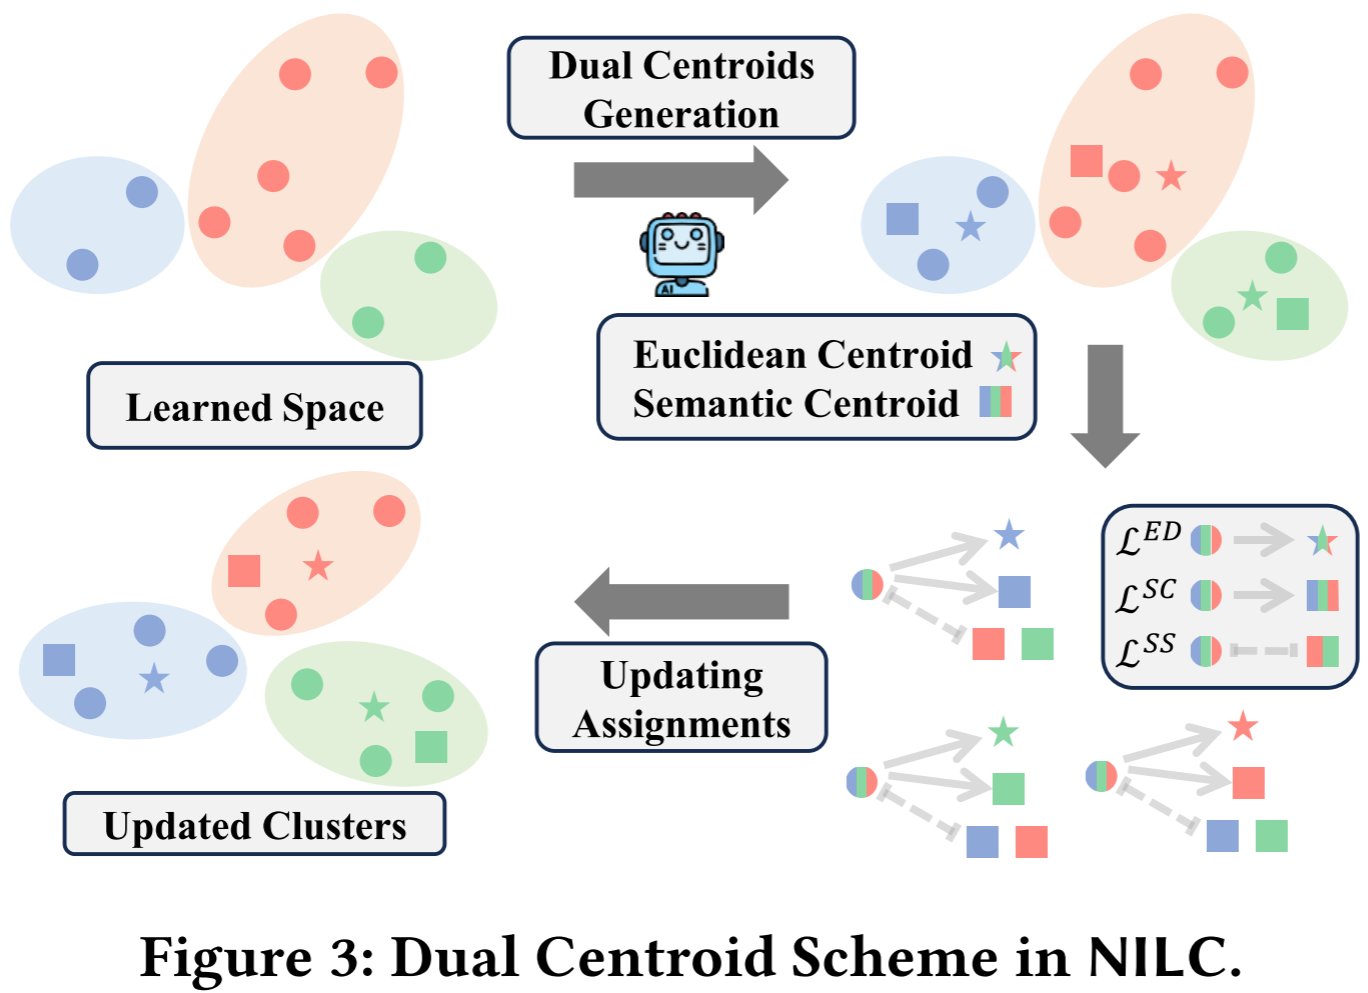 Dual Centroids
Generation
AI
Euclidean Centroid
Semantic Centroid
Learned Space
ℒ^{ED}
ℒ^{SC}
ℒ^{SS}
Updating
Assignments
Updated Clusters
Figure 3: Dual Centroid Scheme in NILC.